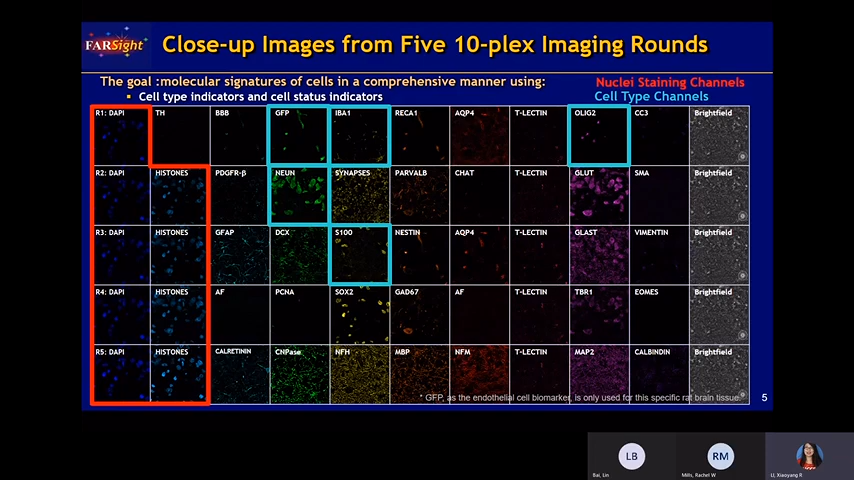 FARSight
Close-up Images from Five 10-plex Imaging Rounds
The goal :molecular signatures of cells in a comprehensive manner using:
Nuclei Staining Channels
▪ Cell type indicators and cell status indicators
Cell Type Channels
R1: DAPI TH BBB GFP IBA1 RECA1 AQP4 T-LECTIN OLIG2 CC3 Brightfield
R2: DAPI HISTONES PDGFR-β NEUN SYNAPSES PARVALB CHAT T-LECTIN GLUT SMA Brightfield
R3: DAPI HISTONES GFAP DCX S100 NESTIN AQP4 T-LECTIN GLAST VIMENTIN Brightfield
R4: DAPI HISTONES AF PCNA SOX2 GAD67 AF T-LECTIN TBR1 EOMES Brightfield
R5: DAPI HISTONES CALRETININ CNPase NFH MBP NFM T-LECTIN MAP2 CALBINDIN Brightfield
* GFP, as the endothelial cell biomarker, is only used for this specific rat brain tissue.
5
LB RM
Bai, Lin Mills, Rachel W LI, Xiaoyang R